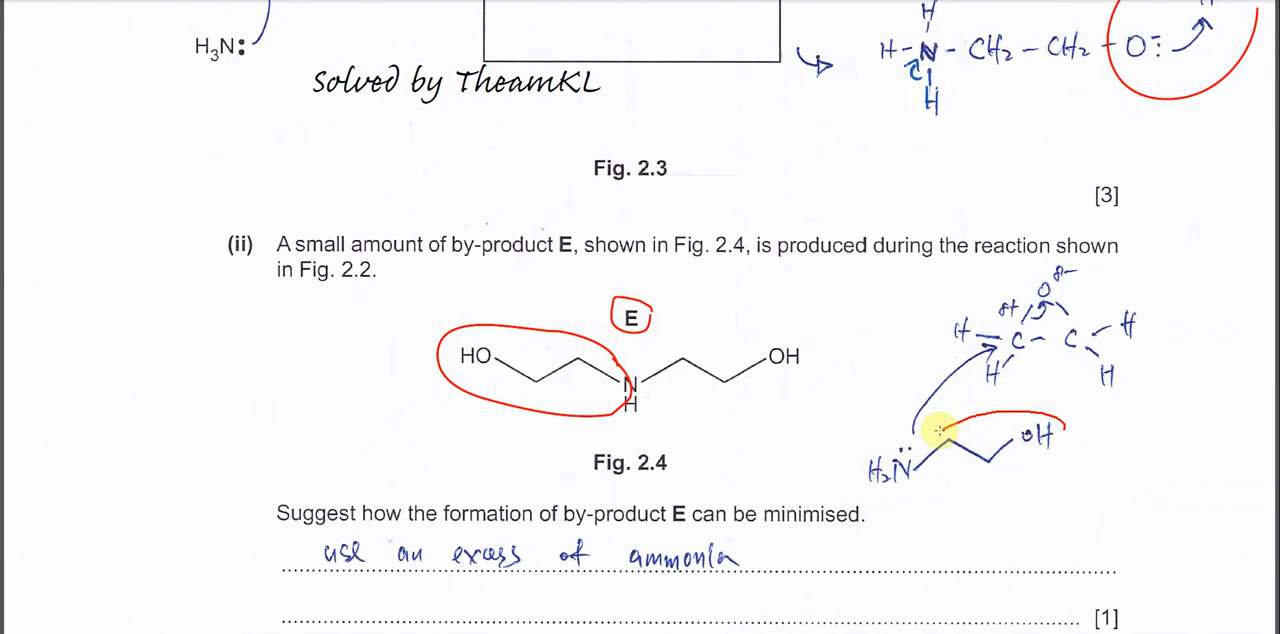 H
H₃N:
H-N-CH₂-CH₂-O:
H
Solved by TheamKL
Fig. 2.3
[3]
(ii) A small amount of by-product E, shown in Fig. 2.4, is produced during the reaction shown
in Fig. 2.2.
δ-
O
E
δ+
H-C-C-H
H H
HO N OH
H
OH
H₂N
Fig. 2.4
Suggest how the formation of by-product E can be minimised.
use an excess of ammonia
[1]